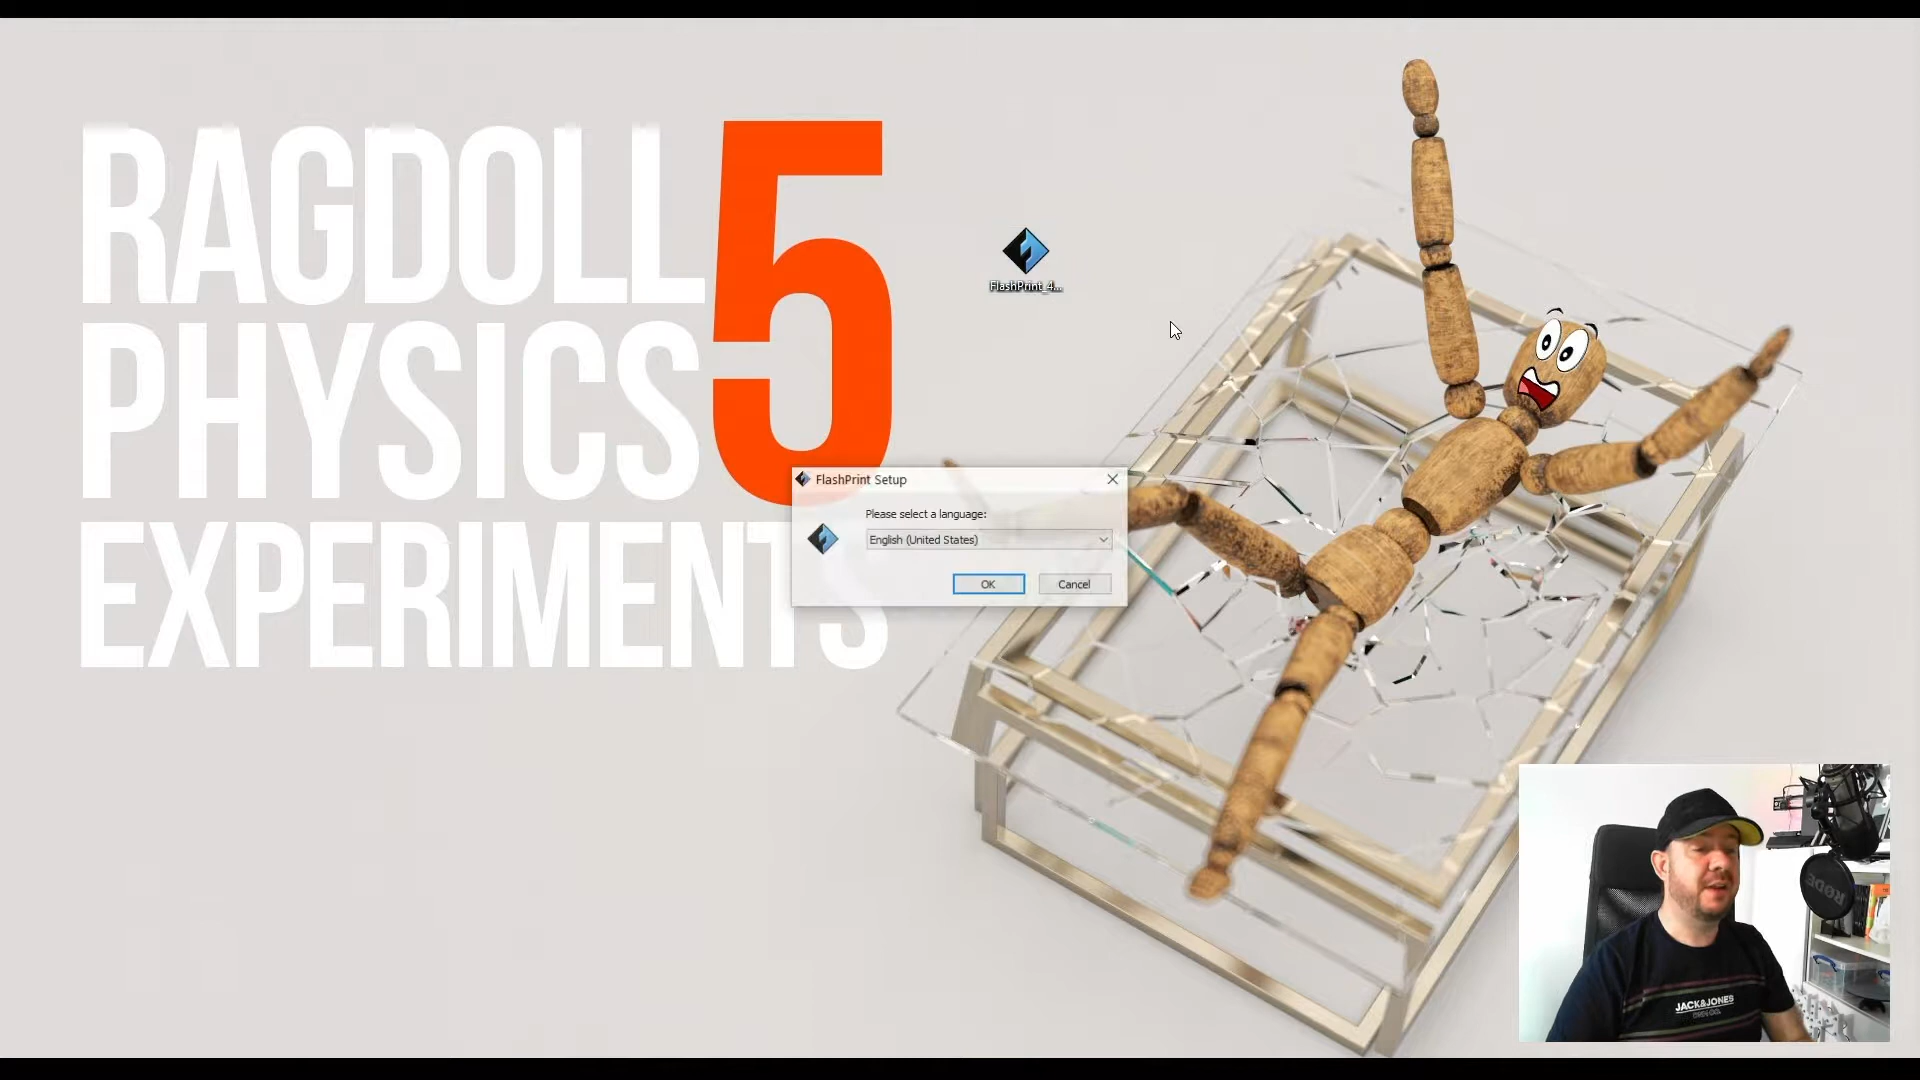 RAGDOLL
PHYSICS
EXPERIMENTS
5
FlashPrint_4...
FlashPrint Setup
Please select a language:
English (United States)
OK
Cancel
RØDE
JACK&JONES